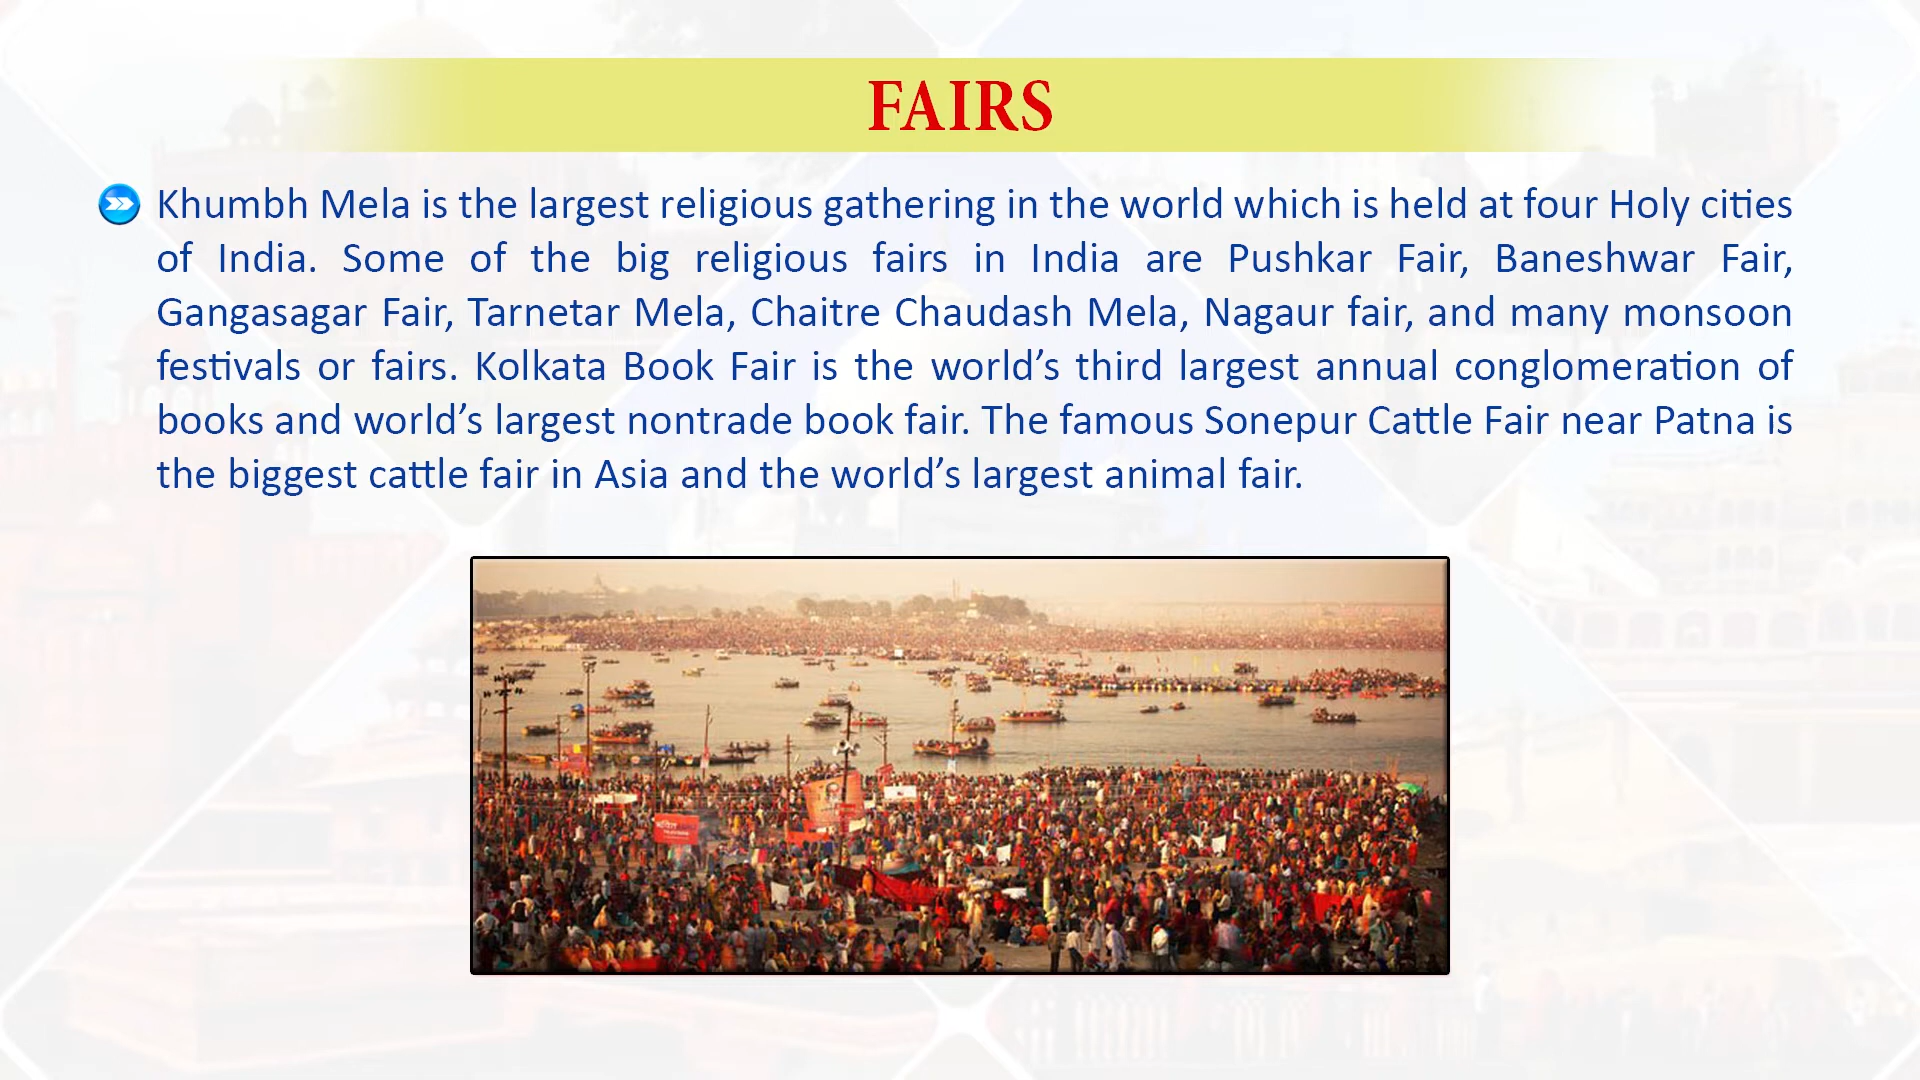 FAIRS
Khumbh Mela is the largest religious gathering in the world which is held at four Holy cities
of India. Some of the big religious fairs in India are Pushkar Fair, Baneshwar Fair,
Gangasagar Fair, Tarnetar Mela, Chaitre Chaudash Mela, Nagaur fair, and many monsoon
festivals or fairs. Kolkata Book Fair is the world’s third largest annual conglomeration of
books and world’s largest nontrade book fair. The famous Sonepur Cattle Fair near Patna is
the biggest cattle fair in Asia and the world’s largest animal fair.